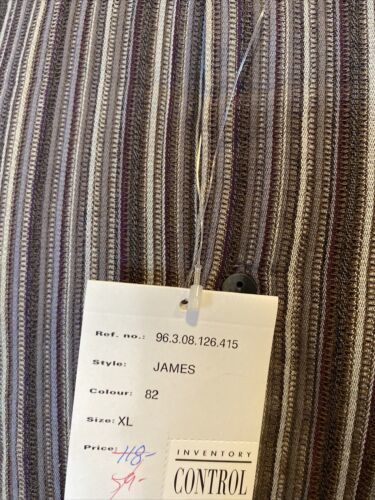 Ref. no.: 96.3.08.126.415
Style: JAMES
Colour: 82
Size: XL
Price: 118-
59-
INVENTORY
CONTROL